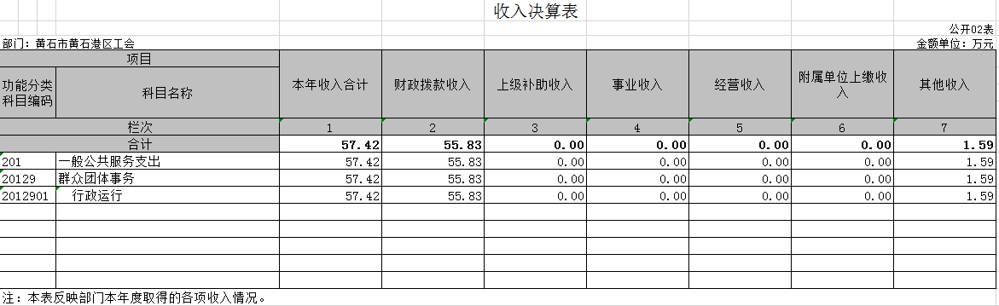 收入决算表
公开02表
部门：黄石市黄石港区工会 金额单位：万元
项目 本年收入合计 财政拨款收入 上级补助收入 事业收入 经营收入 附属单位上缴收入 其他收入
功能分类科目编码 科目名称
栏次 1 2 3 4 5 6 7
合计 57.42 55.83 0.00 0.00 0.00 0.00 1.59
201 一般公共服务支出 57.42 55.83 0.00 0.00 0.00 0.00 1.59
20129 群众团体事务 57.42 55.83 0.00 0.00 0.00 0.00 1.59
2012901 行政运行 57.42 55.83 0.00 0.00 0.00 0.00 1.59
注：本表反映部门本年度取得的各项收入情况。